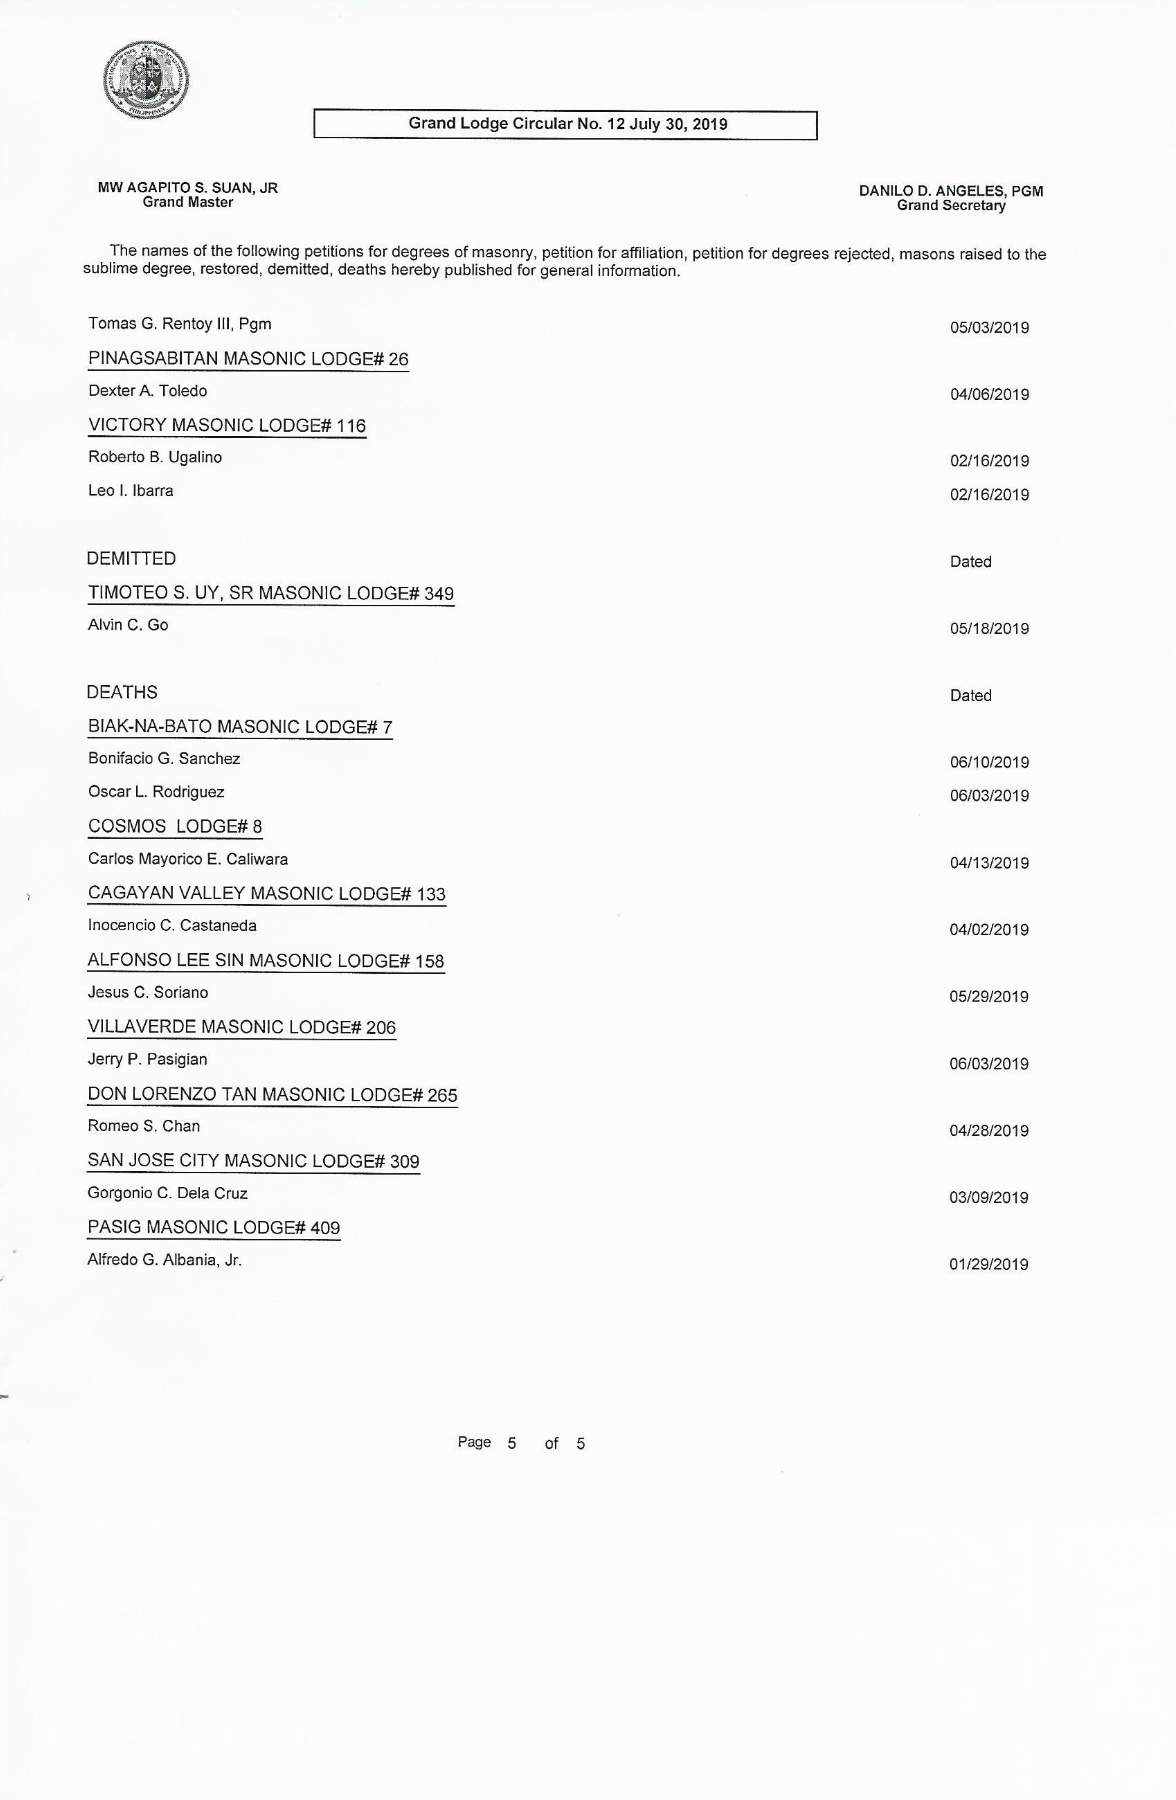 PHILIPPINES
Grand Lodge Circular No. 12 July 30, 2019
MW AGAPITO S. SUAN, JR
Grand Master
DANILO D. ANGELES, PGM
Grand Secretary
The names of the following petitions for degrees of masonry, petition for affiliation, petition for degrees rejected, masons raised to the
sublime degree, restored, demitted, deaths hereby published for general information.
Tomas G. Rentoy III, Pgm 05/03/2019
PINAGSABITAN MASONIC LODGE# 26
Dexter A. Toledo 04/06/2019
VICTORY MASONIC LODGE# 116
Roberto B. Ugalino 02/16/2019
Leo I. Ibarra 02/16/2019
DEMITTED Dated
TIMOTEO S. UY, SR MASONIC LODGE# 349
Alvin C. Go 05/18/2019
DEATHS Dated
BIAK-NA-BATO MASONIC LODGE# 7
Bonifacio G. Sanchez 06/10/2019
Oscar L. Rodriguez 06/03/2019
COSMOS LODGE# 8
Carlos Mayorico E. Caliwara 04/13/2019
CAGAYAN VALLEY MASONIC LODGE# 133
Inocencio C. Castaneda 04/02/2019
ALFONSO LEE SIN MASONIC LODGE# 158
Jesus C. Soriano 05/29/2019
VILLAVERDE MASONIC LODGE# 206
Jerry P. Pasigian 06/03/2019
DON LORENZO TAN MASONIC LODGE# 265
Romeo S. Chan 04/28/2019
SAN JOSE CITY MASONIC LODGE# 309
Gorgonio C. Dela Cruz 03/09/2019
PASIG MASONIC LODGE# 409
Alfredo G. Albania, Jr. 01/29/2019
Page 5 of 5